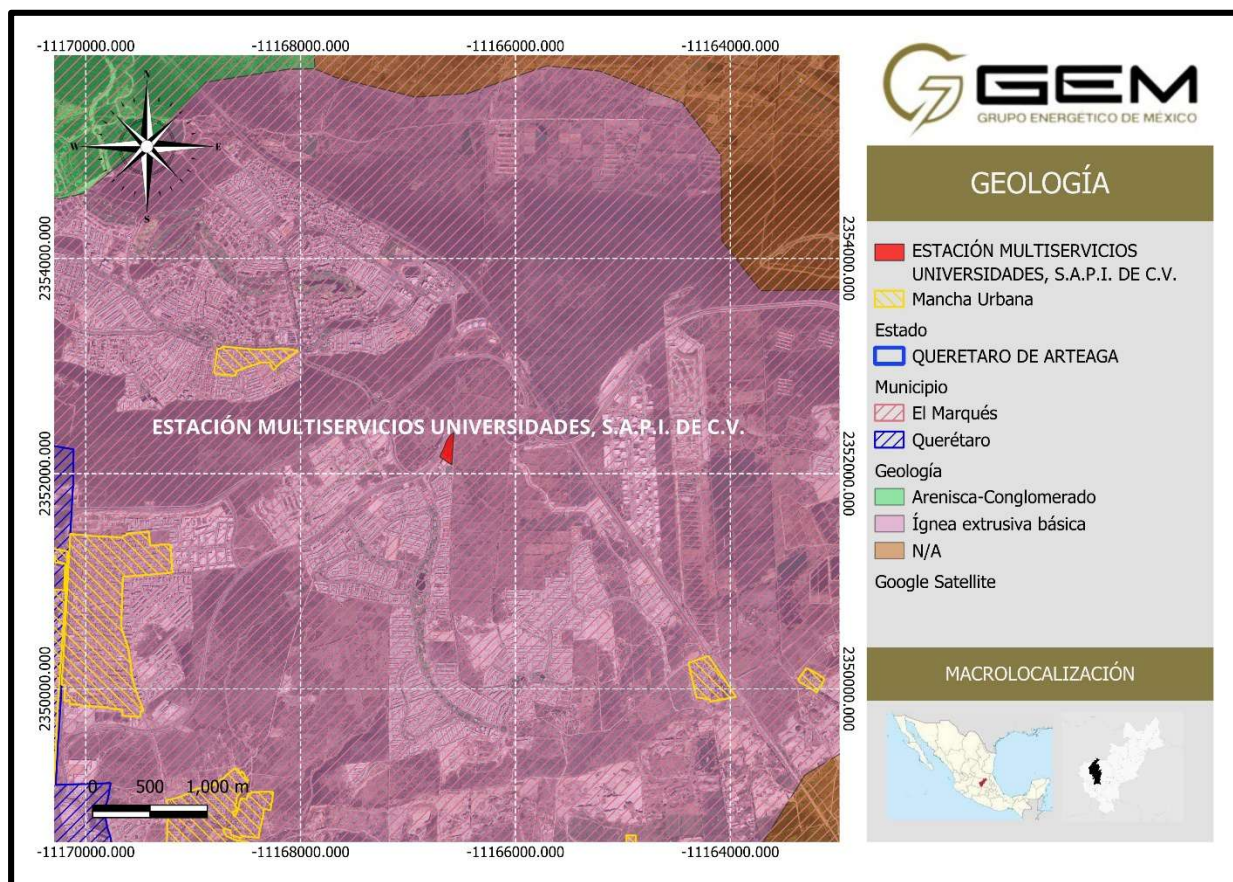 -11170000.000 -11168000.000 -11166000.000 -11164000.000
N
W E
S
2354000.000
2352000.000
2350000.000
ESTACIÓN MULTISERVICIOS UNIVERSIDADES, S.A.P.I. DE C.V.
0 500 1,000 m
2354000.000
2352000.000
2350000.000
-11170000.000 -11168000.000 -11166000.000 -11164000.000
GEM
GRUPO ENERGÉTICO DE MÉXICO
GEOLOGÍA
ESTACIÓN MULTISERVICIOS
UNIVERSIDADES, S.A.P.I. DE C.V.
Mancha Urbana
Estado
QUERETARO DE ARTEAGA
Municipio
El Marqués
Querétaro
Geología
Arenisca-Conglomerado
Ígnea extrusiva básica
N/A
Google Satellite
MACROLOCALIZACIÓN